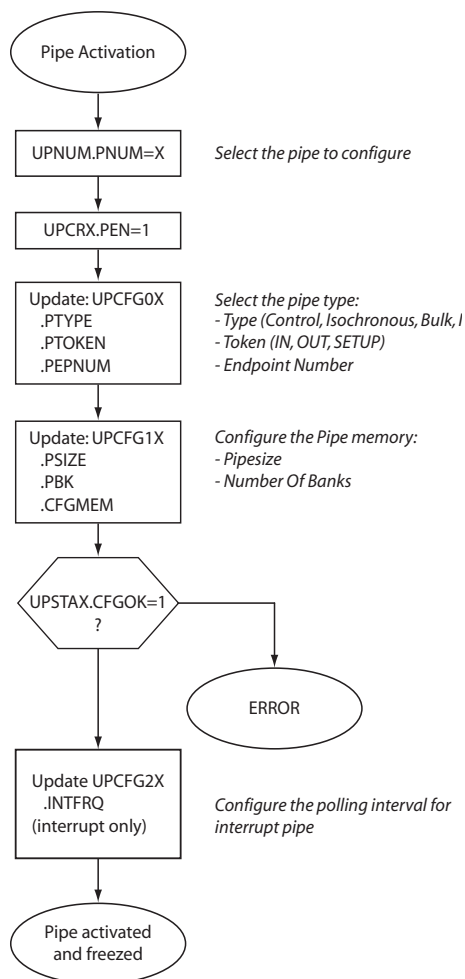 Pipe Activation
UPNUM.PNUM=X
Select the pipe to configure
UPCRX.PEN=1
Update: UPCFG0X
.PTYPE
.PTOKEN
.PEPNUM
Select the pipe type:
- Type (Control, Isochronous, Bulk, I
- Token (IN, OUT, SETUP)
- Endpoint Number
Update: UPCFG1X
.PSIZE
.PBK
.CFGMEM
Configure the Pipe memory:
- Pipesize
- Number Of Banks
UPSTAX.CFGOK=1
?
ERROR
Update UPCFG2X
.INTFRQ
(interrupt only)
Configure the polling interval for
interrupt pipe
Pipe activated
and freezed